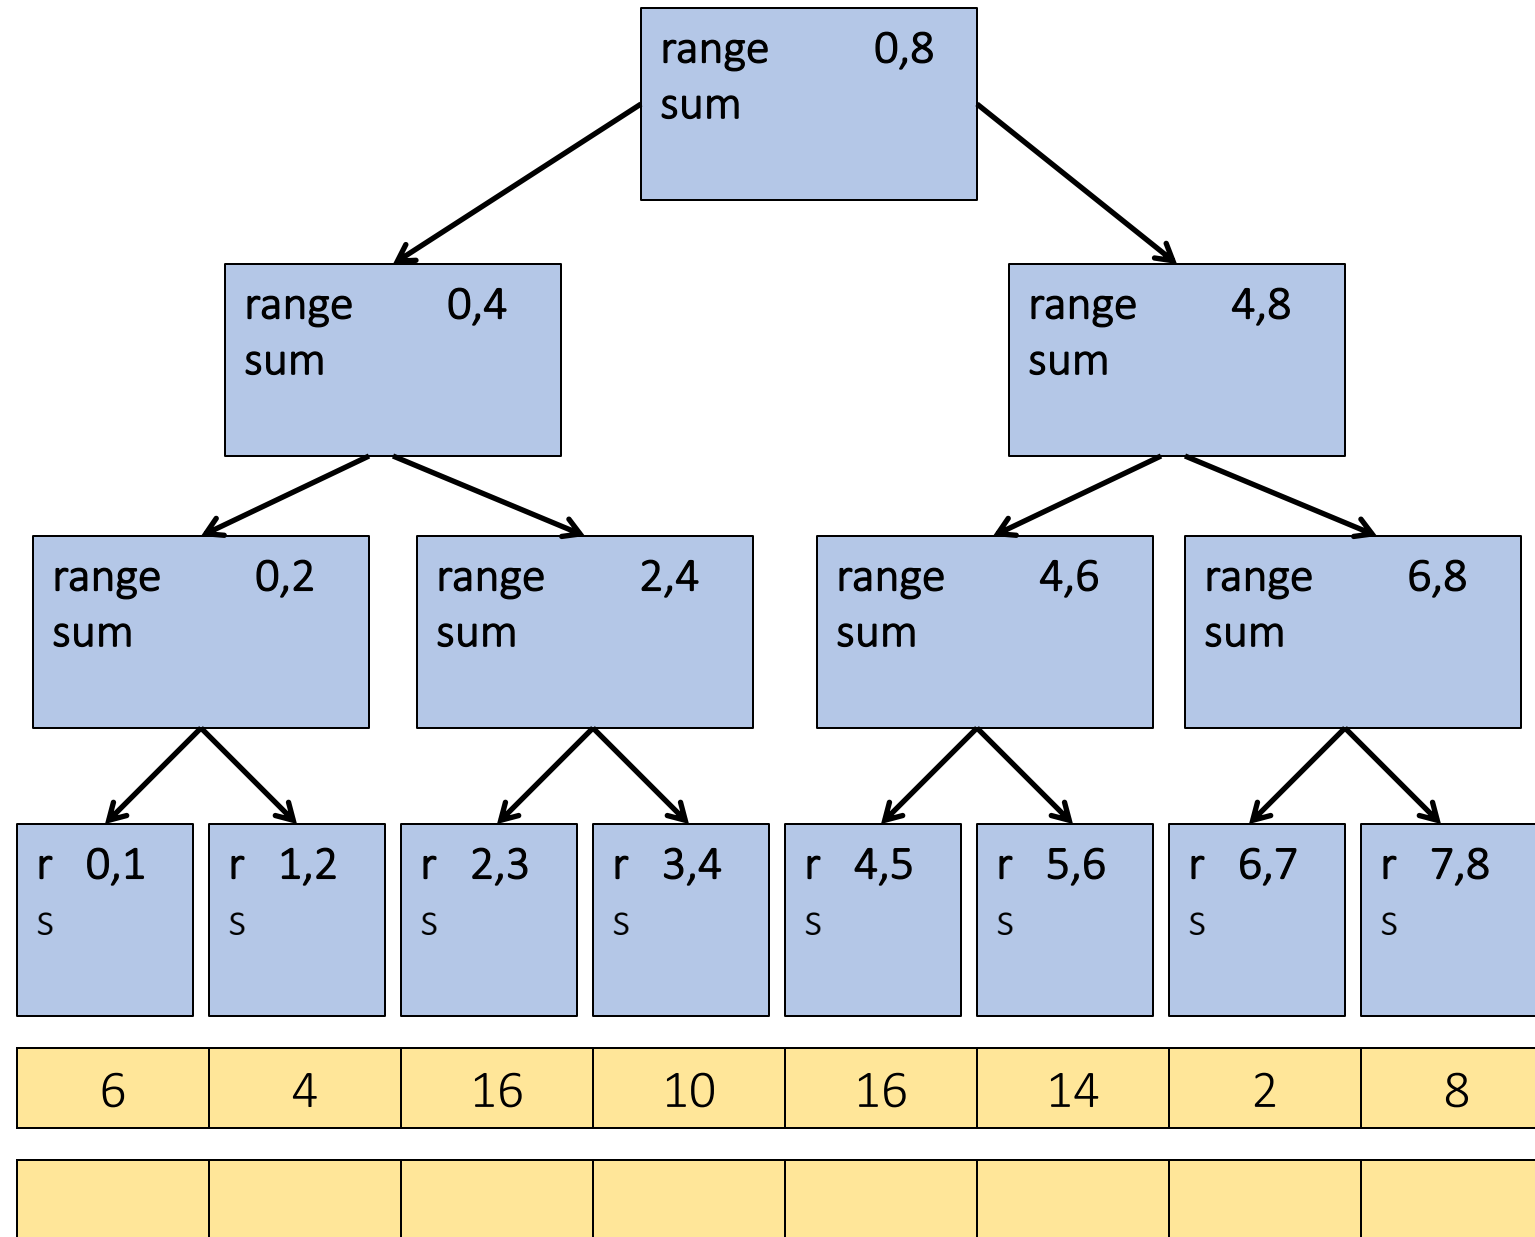 range 0,8
sum
range 0,4
sum
range 4,8
sum
range 0,2
sum
range 2,4
sum
range 4,6
sum
range 6,8
sum
r 0,1
s
r 1,2
s
r 2,3
s
r 3,4
s
r 4,5
s
r 5,6
s
r 6,7
s
r 7,8
s
6 4 16 10 16 14 2 8